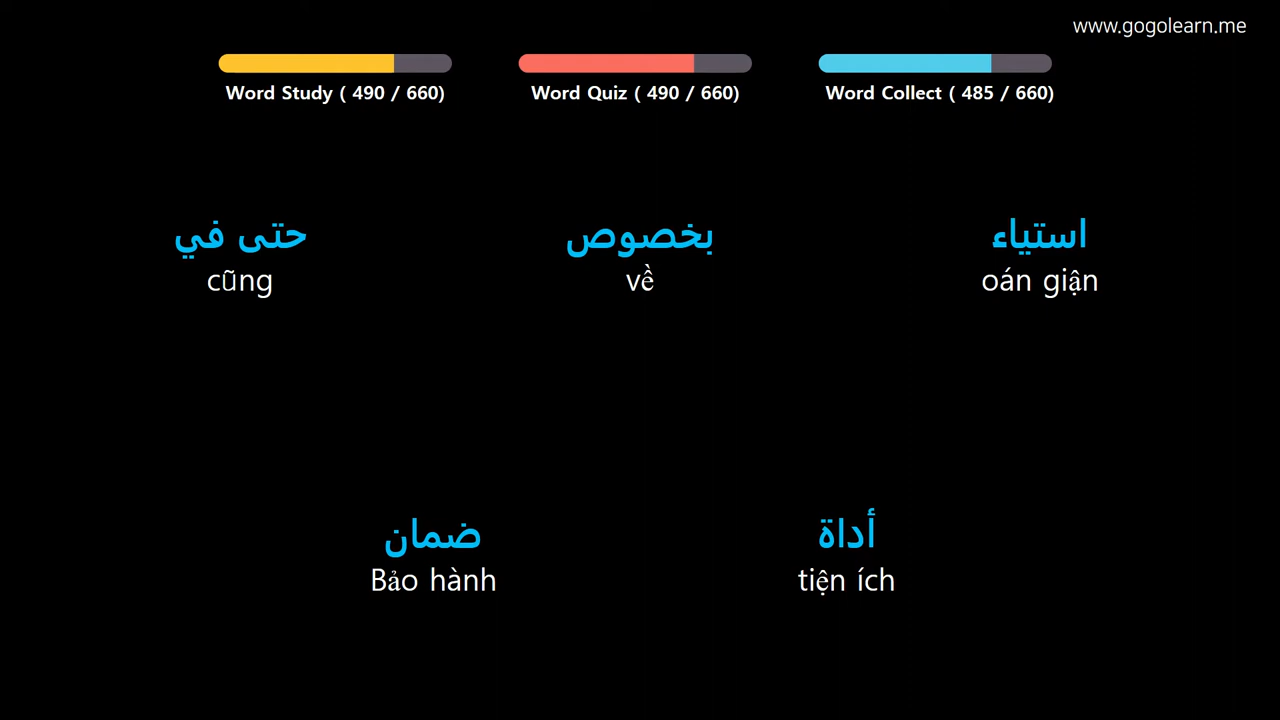 www.gogolearn.me
Word Study ( 490 / 660)
Word Quiz ( 490 / 660)
Word Collect ( 485 / 660)
حتى في
cũng
بخصوص
về
استياء
oán giận
ضمان
Bảo hành
أداة
tiện ích